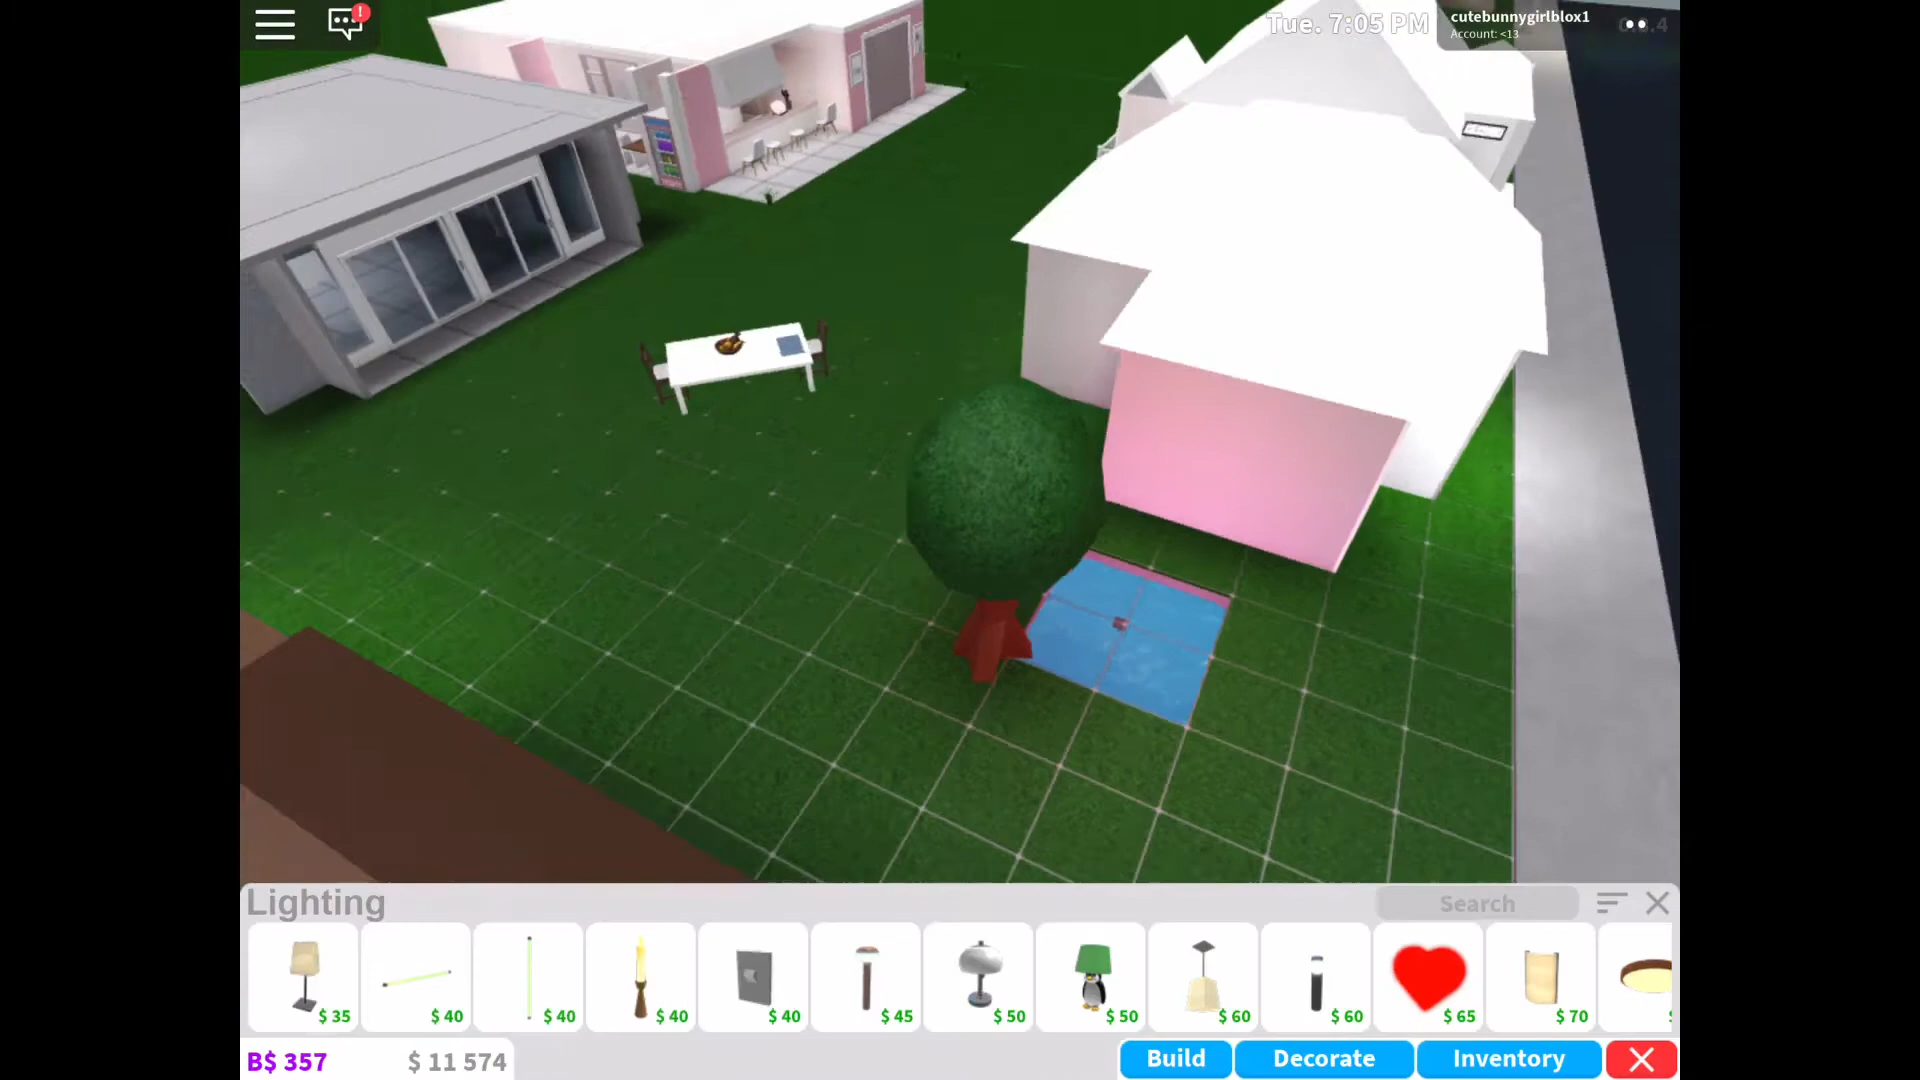 Tue. 7:05 PM
cutebunnygirlblox1
Account: <13
Lighting
Search
$ 35
$ 40
$ 40
$ 40
$ 40
$ 45
$ 50
$ 50
$ 60
$ 60
$ 65
$ 70
B$ 357
$ 11 574
Build
Decorate
Inventory